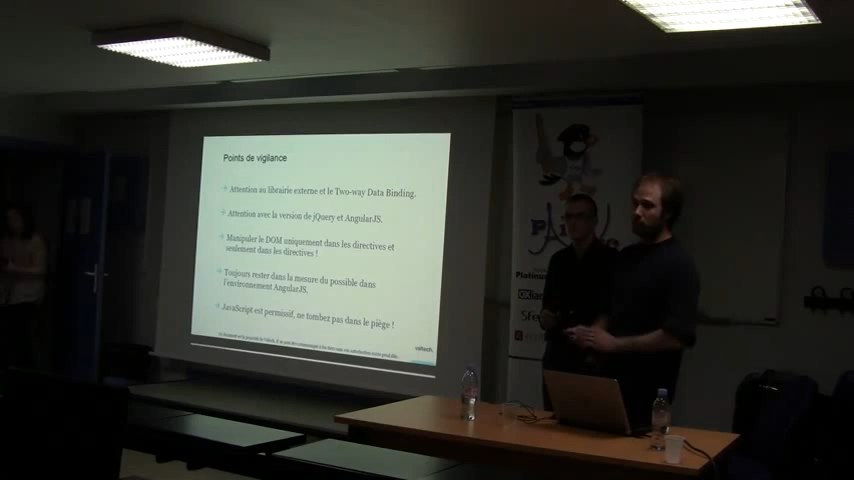 Points de vigilance
Attention au librairie externe et le Two-way Data Binding.
Attention avec la version de jQuery et AngularJS.
Manipuler le DOM uniquement dans les directives et
seulement dans les directives !
Toujours rester dans la mesure du possible dans
l'environnement AngularJS.
JavaScript est permissif, ne tombez pas dans le piège !
valtech.
Platinum